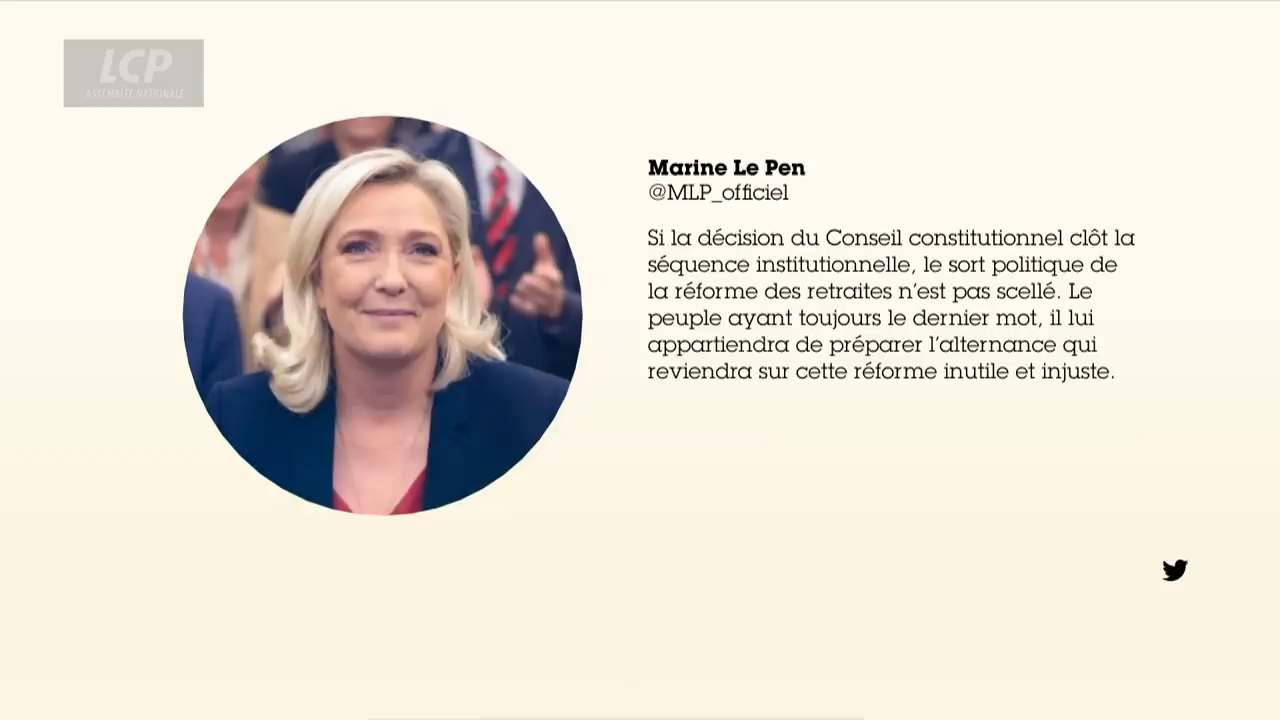 LCP
ASSEMBLÉE NATIONALE
Marine Le Pen
@MLP_officiel
Si la décision du Conseil constitutionnel clôt la
séquence institutionnelle, le sort politique de
la réforme des retraites n’est pas scellé. Le
peuple ayant toujours le dernier mot, il lui
appartiendra de préparer l’alternance qui
reviendra sur cette réforme inutile et injuste.